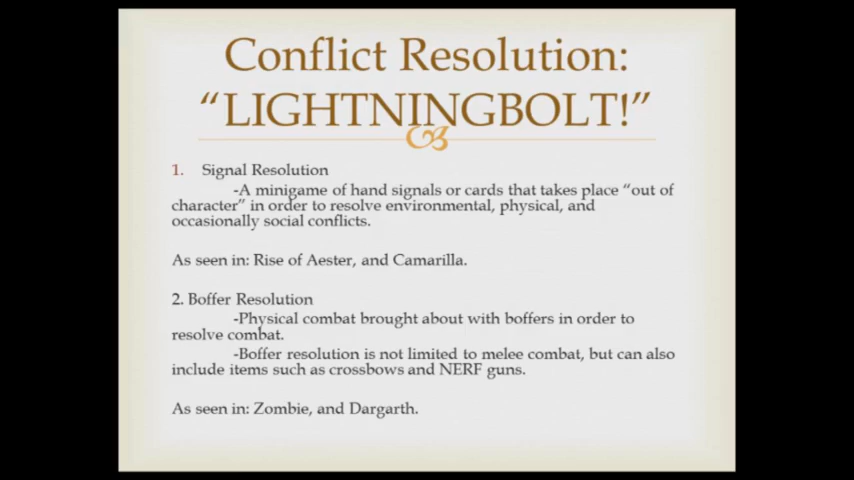 Conflict Resolution:
“LIGHTNINGBOLT!”
1. Signal Resolution
-A minigame of hand signals or cards that takes place “out of
character” in order to resolve environmental, physical, and
occasionally social conflicts.
As seen in: Rise of Aester, and Camarilla.
2. Boffer Resolution
-Physical combat brought about with boffers in order to
resolve combat.
-Boffer resolution is not limited to melee combat, but can also
include items such as crossbows and NERF guns.
As seen in: Zombie, and Dargarth.